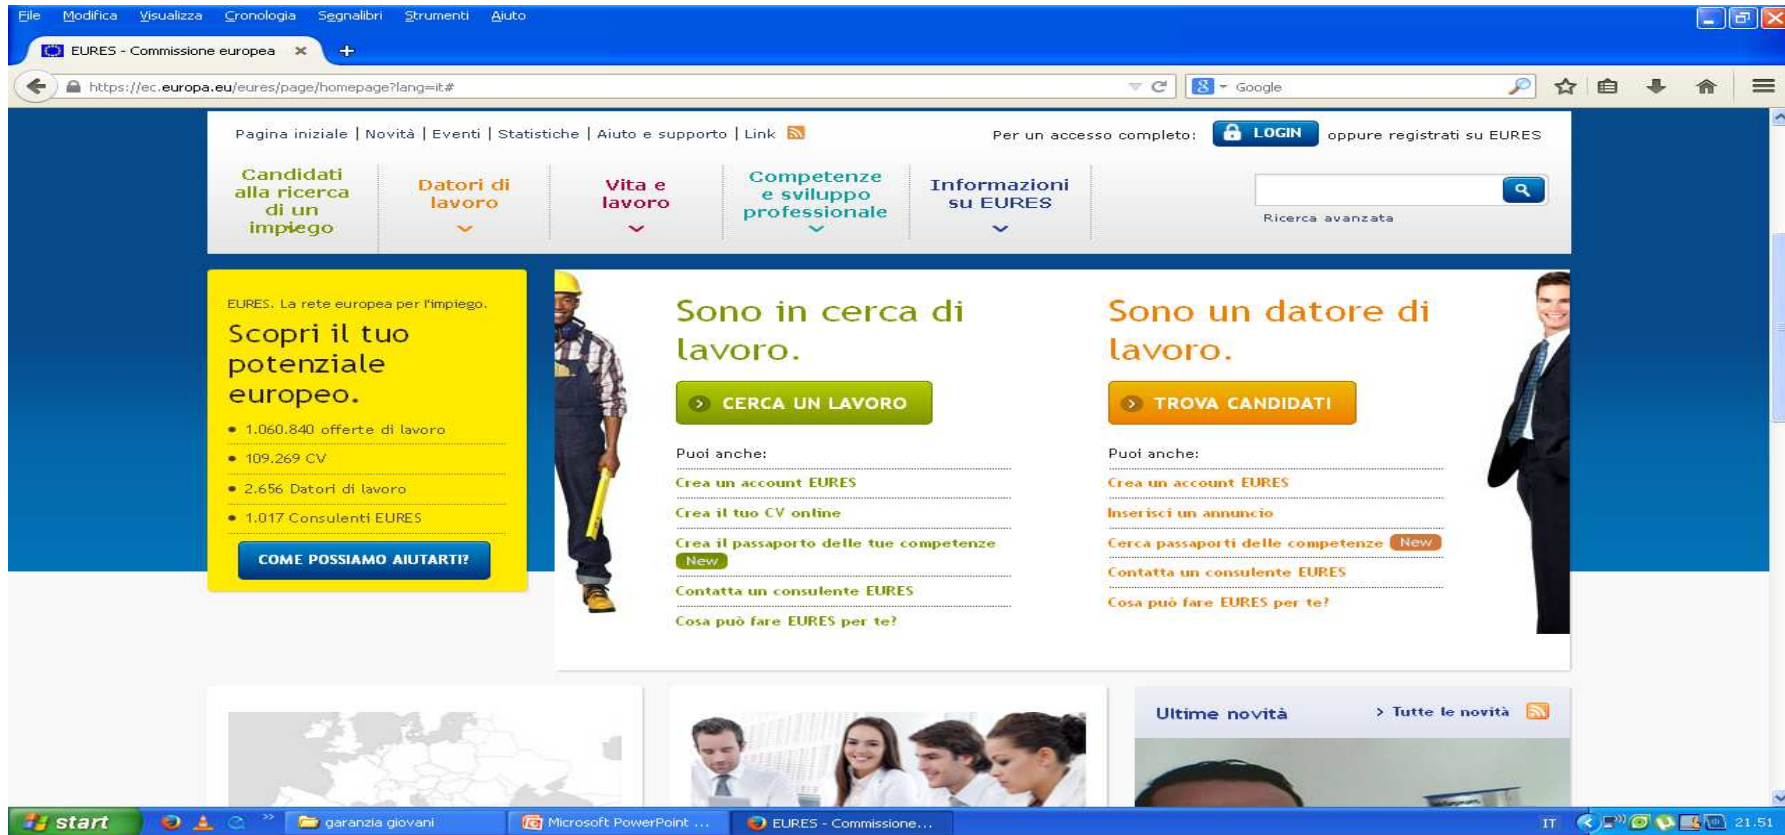 File Modifica Visualizza Cronologia Segnalibri Strumenti Aiuto
EURES - Commissione europea
https://ec.europa.eu/eures/page/homepage?lang=it#
Google
Pagina iniziale | Novità | Eventi | Statistiche | Aiuto e supporto | Link
Per un accesso completo: LOGIN oppure registrati su EURES
Candidati
alla ricerca
di un
impiego
Datori di
lavoro
Vita e
lavoro
Competenze
e sviluppo
professionale
Informazioni
su EURES
Ricerca avanzata
EURES. La rete europea per l'impiego.
Scopri il tuo
potenziale
europeo.
• 1.060.840 offerte di lavoro
• 109.269 CV
• 2.656 Datori di lavoro
• 1.017 Consulenti EURES
COME POSSIAMO AIUTARTI?
Sono in cerca di
lavoro.
CERCA UN LAVORO
Puoi anche:
Crea un account EURES
Crea il tuo CV online
Crea il passaporto delle tue competenze
New
Contatta un consulente EURES
Cosa può fare EURES per te?
Sono un datore di
lavoro.
TROVA CANDIDATI
Puoi anche:
Crea un account EURES
Inserisci un annuncio
Cerca passaporti delle competenze New
Contatta un consulente EURES
Cosa può fare EURES per te?
Ultime novità
> Tutte le novità
start
garanzia giovani
Microsoft PowerPoint ...
EURES - Commissione...
IT
21.51